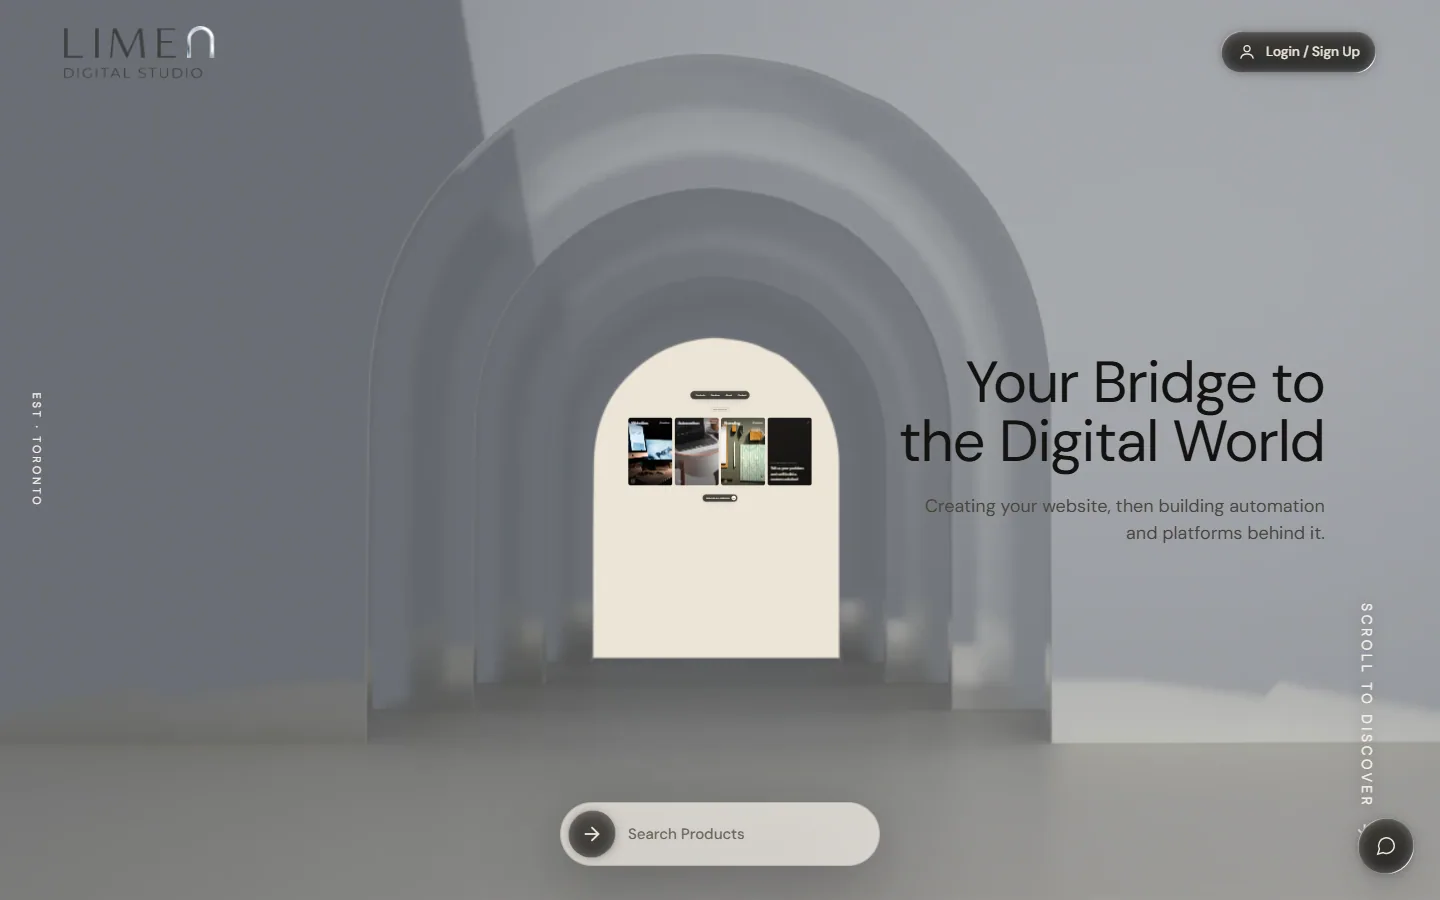 LIMEN
DIGITAL STUDIO
Login / Sign Up
EST · TORONTO
Your Bridge to
the Digital World
Creating your website, then building automation
and platforms behind it.
SCROLL TO DISCOVER
Search Products